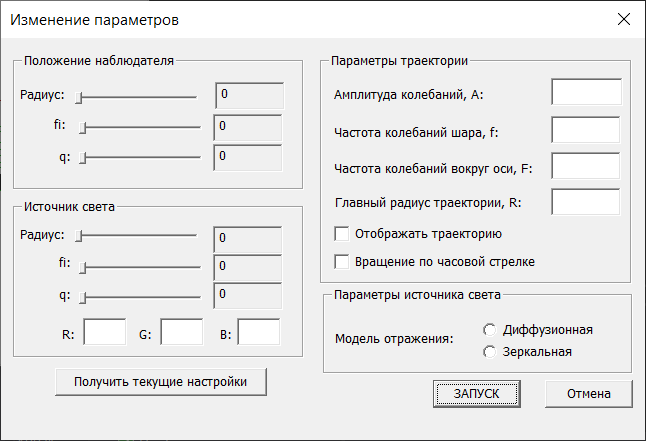 Изменение параметров
Положение наблюдателя
Радиус: 0
fi: 0
q: 0
Источник света
Радиус: 0
fi: 0
q: 0
R: G: B:
Получить текущие настройки
Параметры траектории
Амплитуда колебаний, A:
Частота колебаний шара, f:
Частота колебаний вокруг оси, F:
Главный радиус траектории, R:
Отображать траекторию
Вращение по часовой стрелке
Параметры источника света
Модель отражения:
Диффузионная
Зеркальная
ЗАПУСК
Отмена